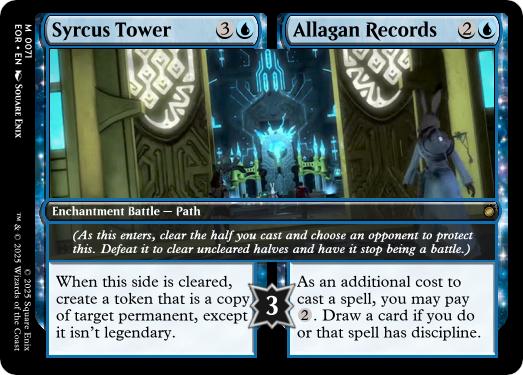 Syrcus Tower 3
Allagan Records 2
Enchantment Battle — Path
(As this enters, clear the half you cast and choose an opponent to protect
this. Defeat it to clear uncleared halves and have it stop being a battle.)
When this side is cleared,
create a token that is a copy
of target permanent, except
it isn't legendary.
3
As an additional cost to
cast a spell, you may pay
2. Draw a card if you do
or that spell has discipline.
M 0071
EOR • EN Square Enix
™ & © 2025 Wizards of the Coast
© 2025 Square Enix